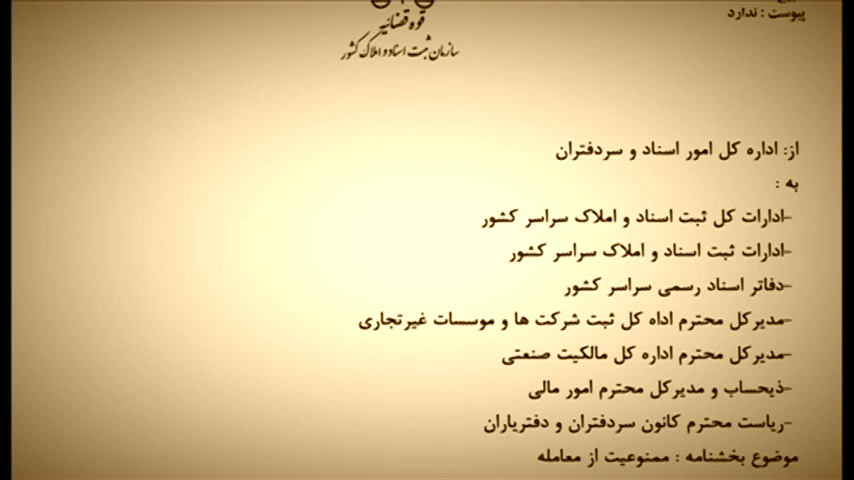 پیوست : ندارد
قوه قضائیه
سازمان ثبت اسناد و املاک کشور
از: اداره کل امور اسناد و سردفتران
به :
-ادارات کل ثبت اسناد و املاک سراسر کشور
-ادارات ثبت اسناد و املاک سراسر کشور
-دفاتر اسناد رسمی سراسر کشور
-مدیرکل محترم اداه کل ثبت شرکت ها و موسسات غیرتجاری
-مدیرکل محترم اداره کل مالکیت صنعتی
-ذیحساب و مدیرکل محترم امور مالی
-ریاست محترم کانون سردفتران و دفتریاران
موضوع بخشنامه : ممنوعیت از معامله